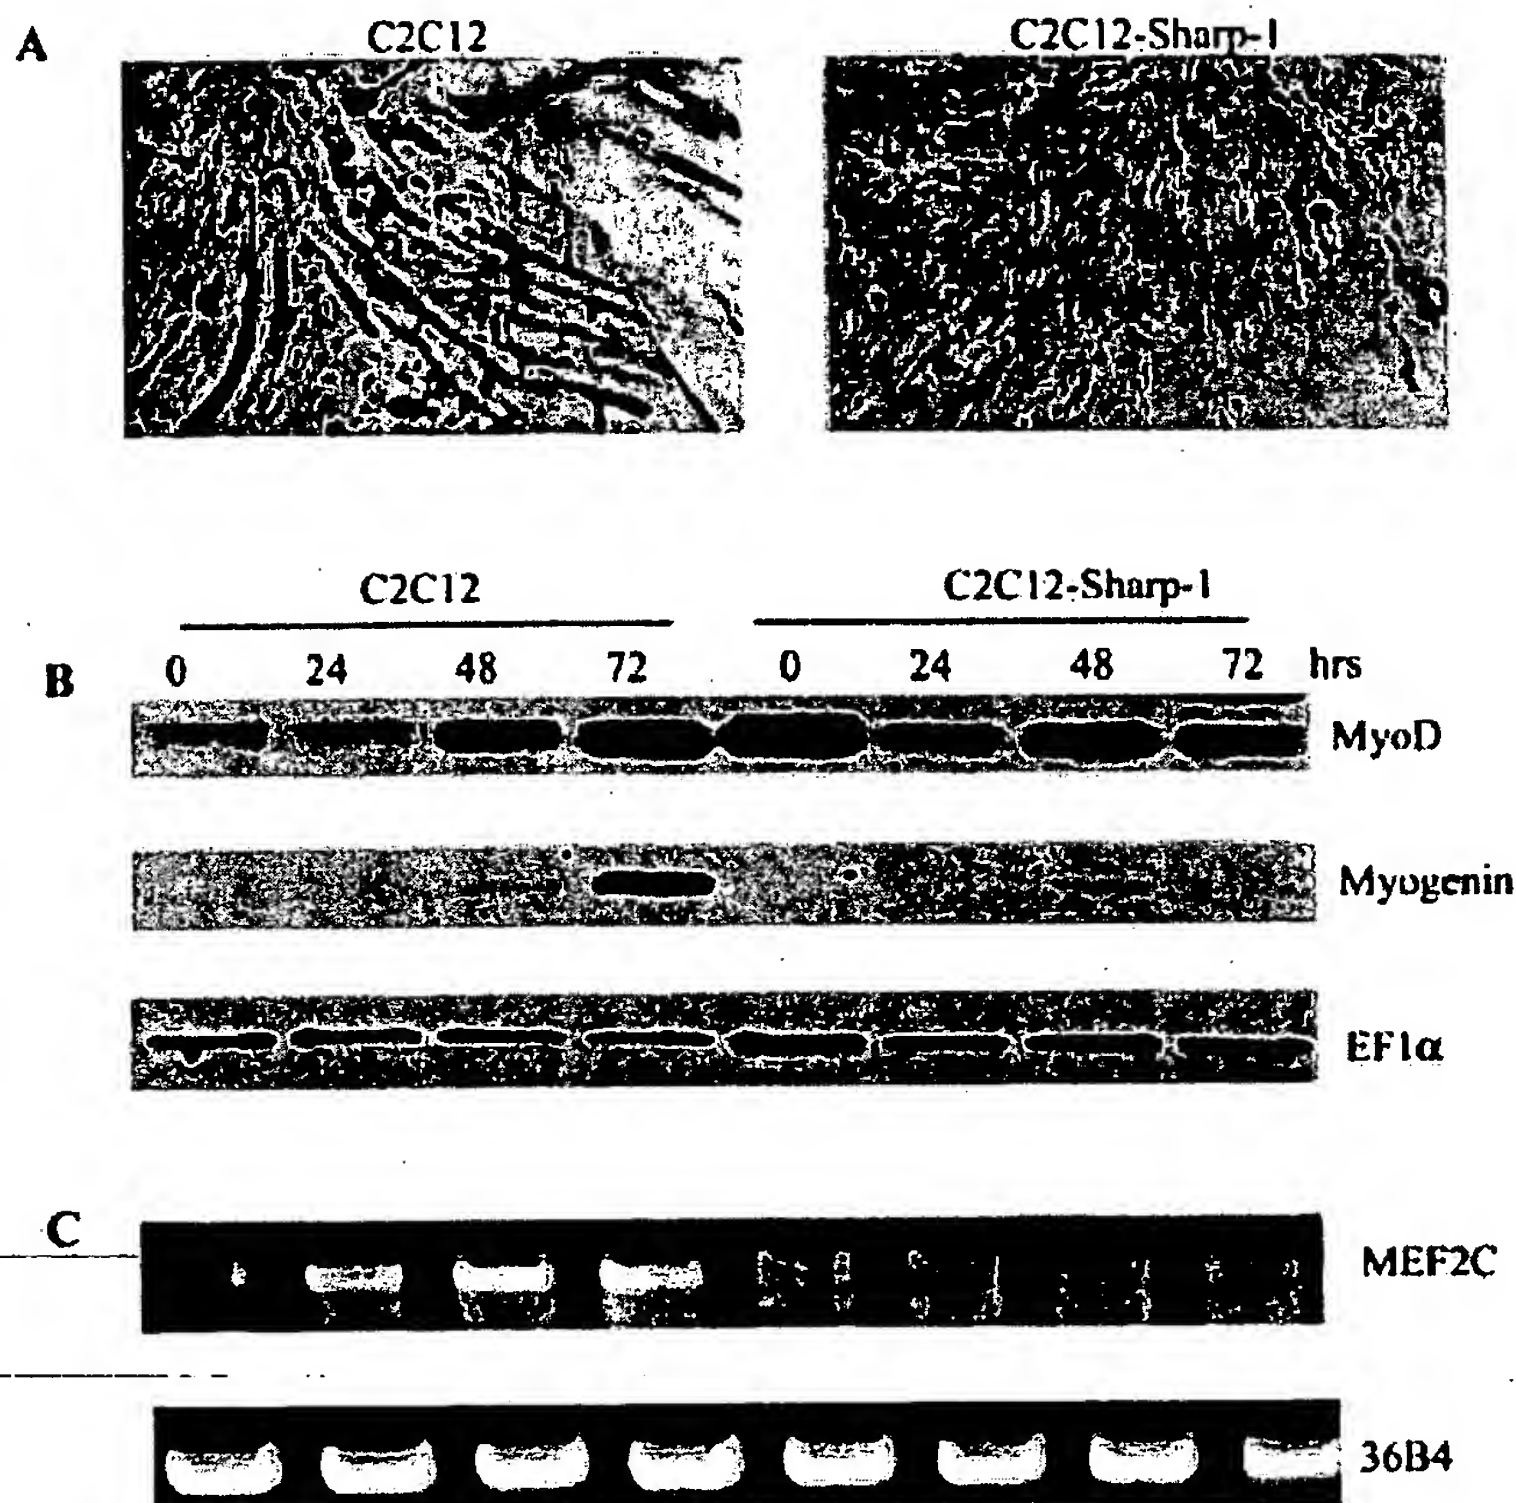 A C2C12 C2C12-Sharp-1
C2C12 C2C12-Sharp-1
B 0 24 48 72 0 24 48 72 hrs
MyoD
Myogenin
EF1α
C MEF2C
36B4